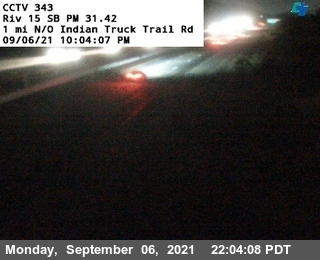 CCTV 343
Riv 15 SB PM 31.42
1 mi N/O Indian Truck Trail Rd
09/06/21 10:04:07 PM
Monday, September 06, 2021 22:04:08 PDT